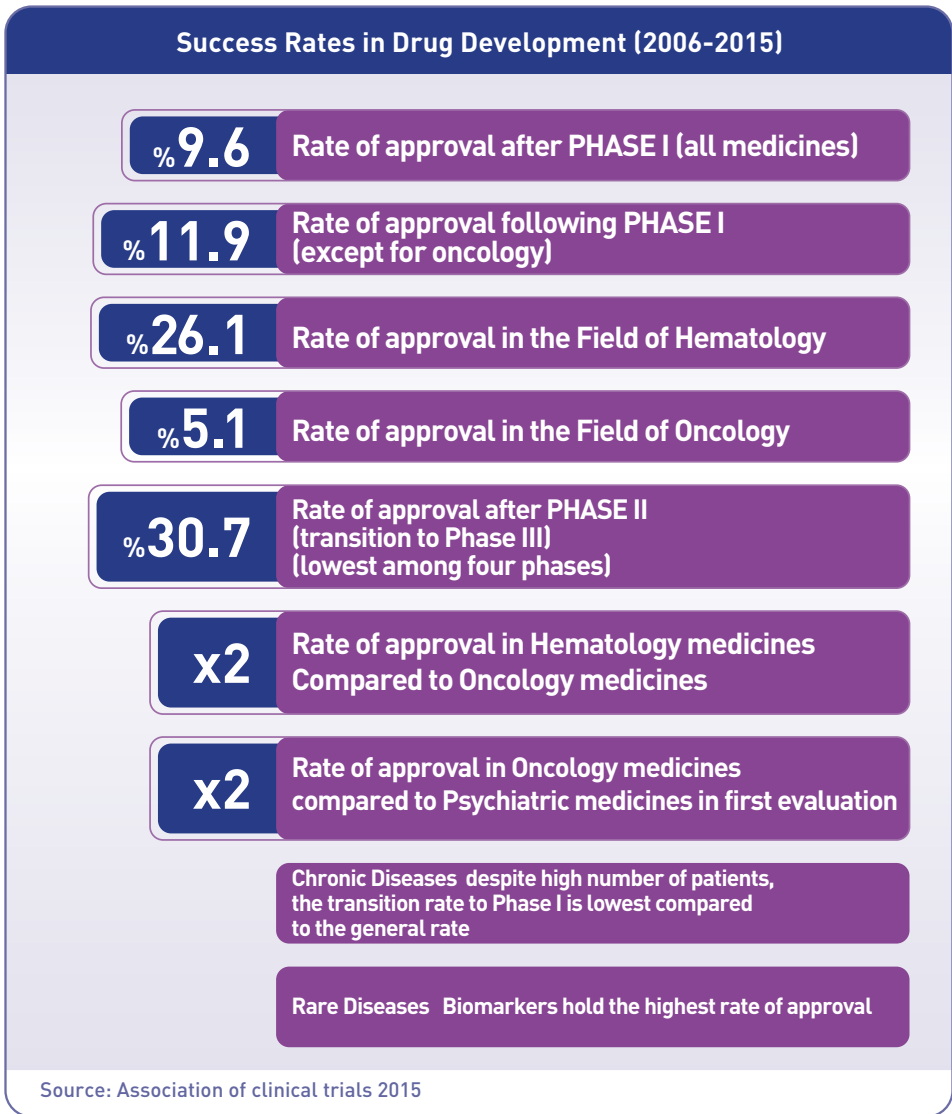 Success Rates in Drug Development (2006-2015)
%9.6 Rate of approval after PHASE I (all medicines)
%11.9 Rate of approval following PHASE I
(except for oncology)
%26.1 Rate of approval in the Field of Hematology
%5.1 Rate of approval in the Field of Oncology
%30.7 Rate of approval after PHASE II
(transition to Phase III)
(lowest among four phases)
x2 Rate of approval in Hematology medicines
Compared to Oncology medicines
x2 Rate of approval in Oncology medicines
compared to Psychiatric medicines in first evaluation
Chronic Diseases despite high number of patients,
the transition rate to Phase I is lowest compared
to the general rate
Rare Diseases Biomarkers hold the highest rate of approval
Source: Association of clinical trials 2015